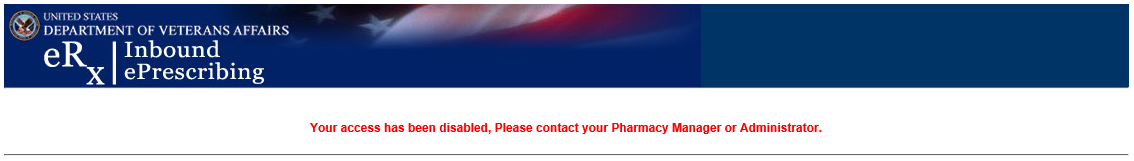 UNITED STATES
DEPARTMENT OF VETERANS AFFAIRS
eRx
Inbound
ePrescribing
Your access has been disabled, Please contact your Pharmacy Manager or Administrator.